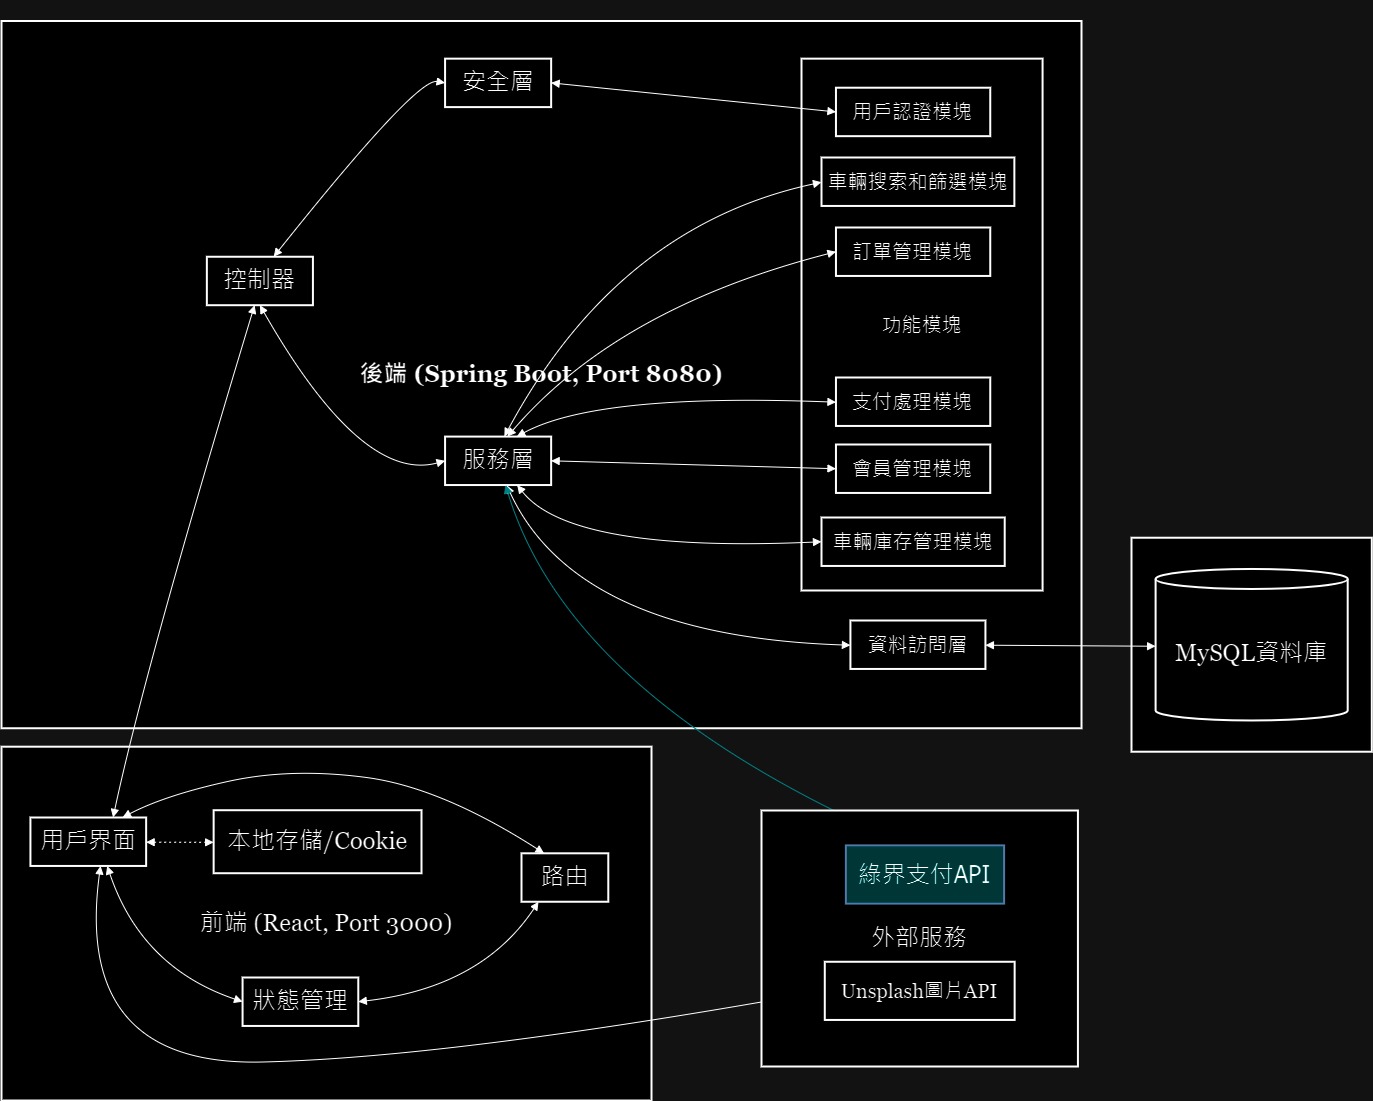 安全層
用戶認證模塊
車輛搜索和篩選模塊
訂單管理模塊
控制器
功能模塊
後端 (Spring Boot, Port 8080)
支付處理模塊
服務層
會員管理模塊
車輛庫存管理模塊
資料訪問層
MySQL資料庫
用戶界面
本地存儲/Cookie
路由
前端 (React, Port 3000)
狀態管理
綠界支付API
外部服務
Unsplash圖片API